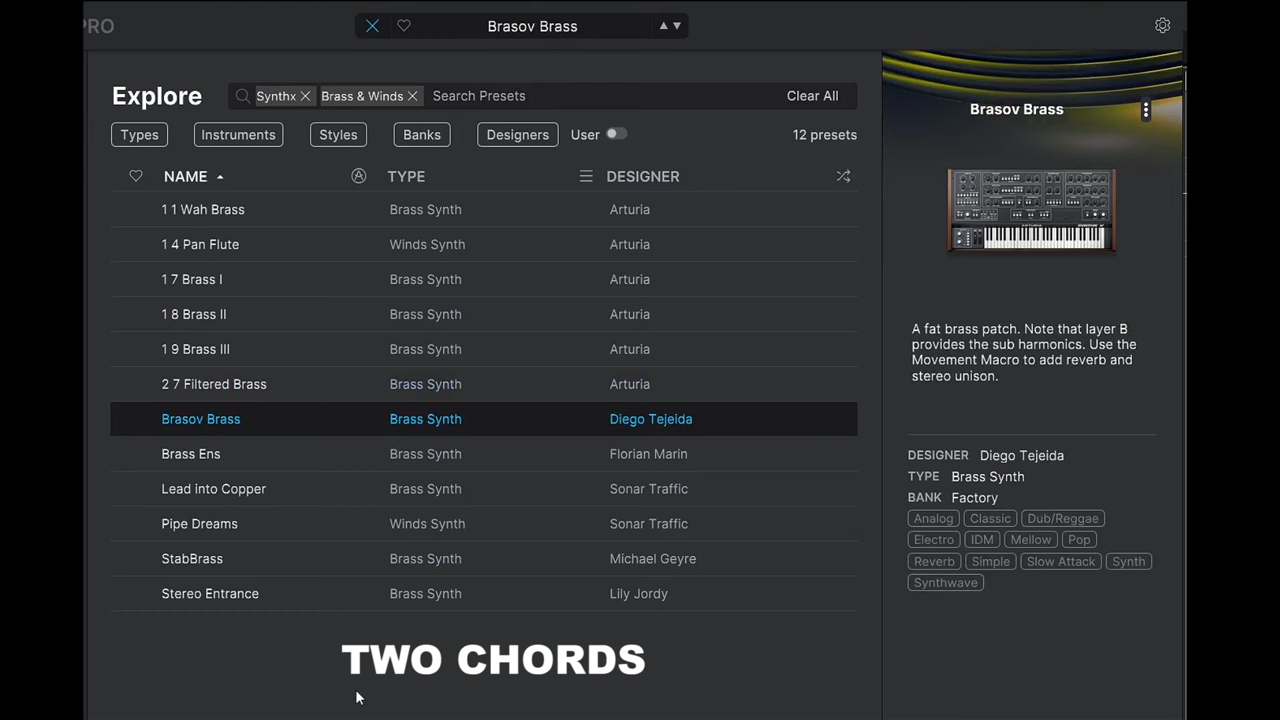 PRO
Brasov Brass
Explore
Synthx
Brass & Winds
Search Presets
Clear All
Types
Instruments
Styles
Banks
Designers
User
12 presets
NAME TYPE DESIGNER
1 1 Wah Brass Brass Synth Arturia
1 4 Pan Flute Winds Synth Arturia
1 7 Brass I Brass Synth Arturia
1 8 Brass II Brass Synth Arturia
1 9 Brass III Brass Synth Arturia
2 7 Filtered Brass Brass Synth Arturia
Brasov Brass Brass Synth Diego Tejeida
Brass Ens Brass Synth Florian Marin
Lead into Copper Brass Synth Sonar Traffic
Pipe Dreams Winds Synth Sonar Traffic
StabBrass Brass Synth Michael Geyre
Stereo Entrance Brass Synth Lily Jordy
TWO CHORDS
Brasov Brass
A fat brass patch. Note that layer B
provides the sub harmonics. Use the
Movement Macro to add reverb and
stereo unison.
DESIGNER Diego Tejeida
TYPE Brass Synth
BANK Factory
Analog Classic Dub/Reggae
Electro IDM Mellow Pop
Reverb Simple Slow Attack Synth
Synthwave